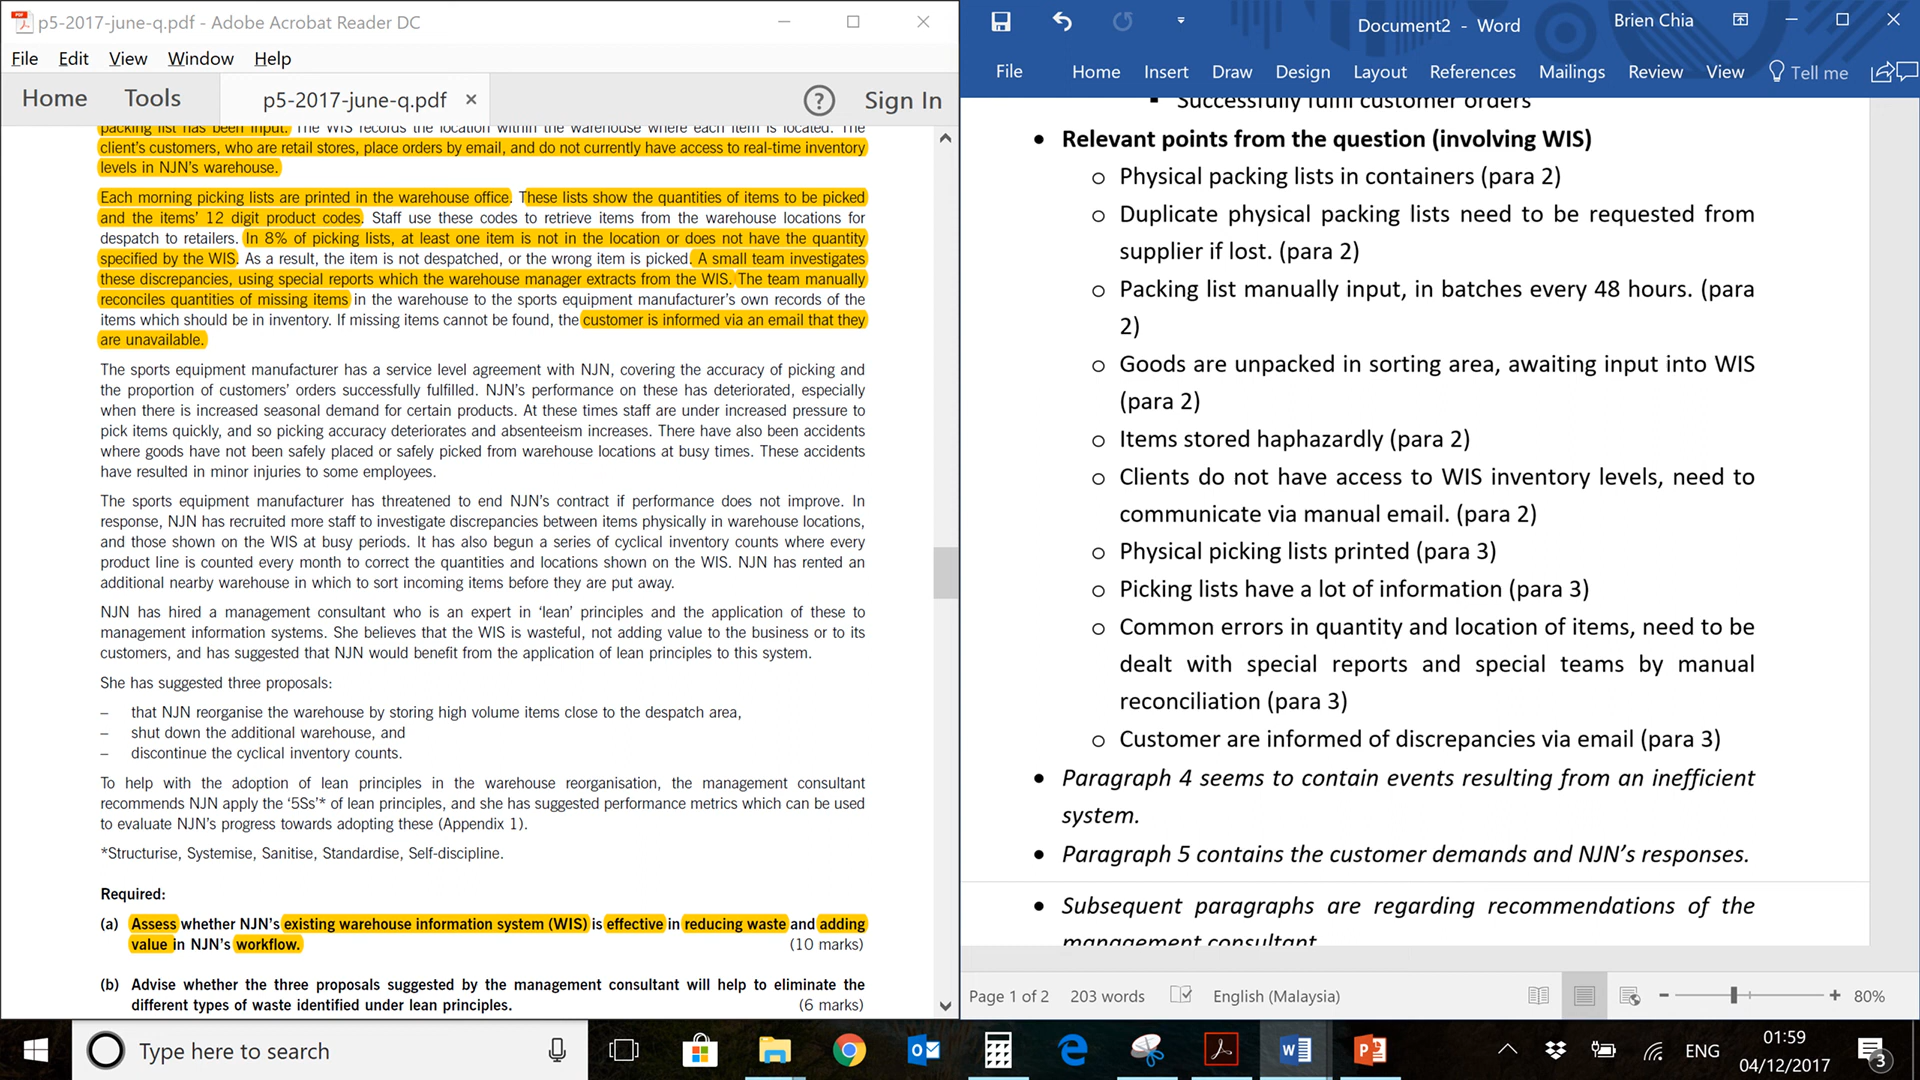 p5-2017-june-q.pdf - Adobe Acrobat Reader DC
File Edit View Window Help
Home Tools p5-2017-june-q.pdf × ? Sign In
packing list has been input. The WIS records the location within the warehouse where each item is located. The
client's customers, who are retail stores, place orders by email, and do not currently have access to real-time inventory
levels in NJN's warehouse.
Each morning picking lists are printed in the warehouse office. These lists show the quantities of items to be picked
and the items' 12 digit product codes. Staff use these codes to retrieve items from the warehouse locations for
despatch to retailers. In 8% of picking lists, at least one item is not in the location or does not have the quantity
specified by the WIS. As a result, the item is not despatched, or the wrong item is picked. A small team investigates
these discrepancies, using special reports which the warehouse manager extracts from the WIS. The team manually
reconciles quantities of missing items in the warehouse to the sports equipment manufacturer's own records of the
items which should be in inventory. If missing items cannot be found, the customer is informed via an email that they
are unavailable.
The sports equipment manufacturer has a service level agreement with NJN, covering the accuracy of picking and
the proportion of customers' orders successfully fulfilled. NJN's performance on these has deteriorated, especially
when there is increased seasonal demand for certain products. At these times staff are under increased pressure to
pick items quickly, and so picking accuracy deteriorates and absenteeism increases. There have also been accidents
where goods have not been safely placed or safely picked from warehouse locations at busy times. These accidents
have resulted in minor injuries to some employees.
The sports equipment manufacturer has threatened to end NJN's contract if performance does not improve. In
response, NJN has recruited more staff to investigate discrepancies between items physically in warehouse locations,
and those shown on the WIS at busy periods. It has also begun a series of cyclical inventory counts where every
product line is counted every month to correct the quantities and locations shown on the WIS. NJN has rented an
additional nearby warehouse in which to sort incoming items before they are put away.
NJN has hired a management consultant who is an expert in 'lean' principles and the application of these to
management information systems. She believes that the WIS is wasteful, not adding value to the business or to its
customers, and has suggested that NJN would benefit from the application of lean principles to this system.
She has suggested three proposals:
– that NJN reorganise the warehouse by storing high volume items close to the despatch area,
– shut down the additional warehouse, and
– discontinue the cyclical inventory counts.
To help with the adoption of lean principles in the warehouse reorganisation, the management consultant
recommends NJN apply the '5Ss'* of lean principles, and she has suggested performance metrics which can be used
to evaluate NJN's progress towards adopting these (Appendix 1).
*Structurise, Systemise, Sanitise, Standardise, Self-discipline.
Required:
(a) Assess whether NJN's existing warehouse information system (WIS) is effective in reducing waste and adding
value in NJN's workflow. (10 marks)
(b) Advise whether the three proposals suggested by the management consultant will help to eliminate the
different types of waste identified under lean principles. (6 marks)
Document2 - Word
Brien Chia
File Home Insert Draw Design Layout References Mailings Review View Tell me
▪ Successfully fulfil customer orders
• Relevant points from the question (involving WIS)
o Physical packing lists in containers (para 2)
o Duplicate physical packing lists need to be requested from
supplier if lost. (para 2)
o Packing list manually input, in batches every 48 hours. (para
2)
o Goods are unpacked in sorting area, awaiting input into WIS
(para 2)
o Items stored haphazardly (para 2)
o Clients do not have access to WIS inventory levels, need to
communicate via manual email. (para 2)
o Physical picking lists printed (para 3)
o Picking lists have a lot of information (para 3)
o Common errors in quantity and location of items, need to be
dealt with special reports and special teams by manual
reconciliation (para 3)
o Customer are informed of discrepancies via email (para 3)
• Paragraph 4 seems to contain events resulting from an inefficient
system.
• Paragraph 5 contains the customer demands and NJN's responses.
• Subsequent paragraphs are regarding recommendations of the
management consultant
Page 1 of 2 203 words English (Malaysia) 80%
Type here to search
ENG
01:59
04/12/2017
3